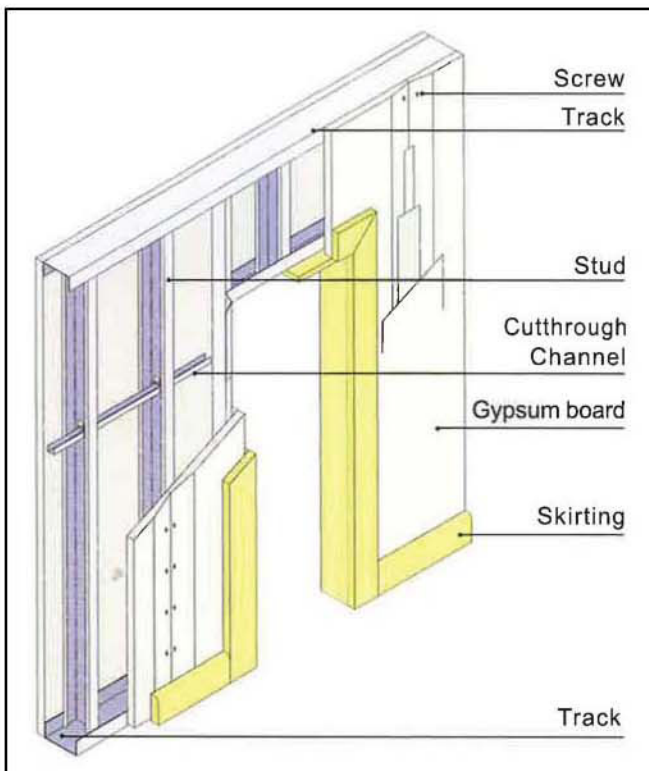 Screw
Track
Stud
Cutthrough
Channel
Gypsum board
Skirting
Track